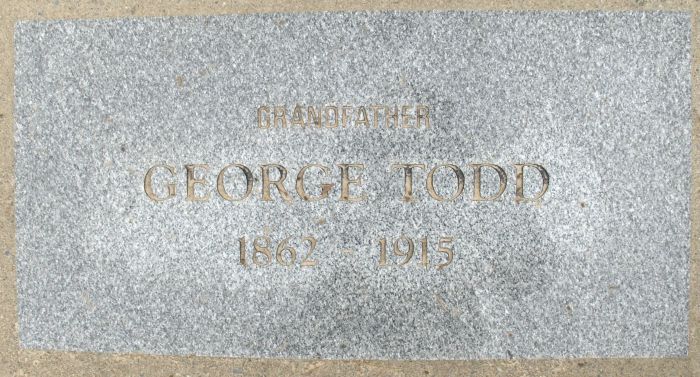 GRANDFATHER
GEORGE TODD
1862 - 1915